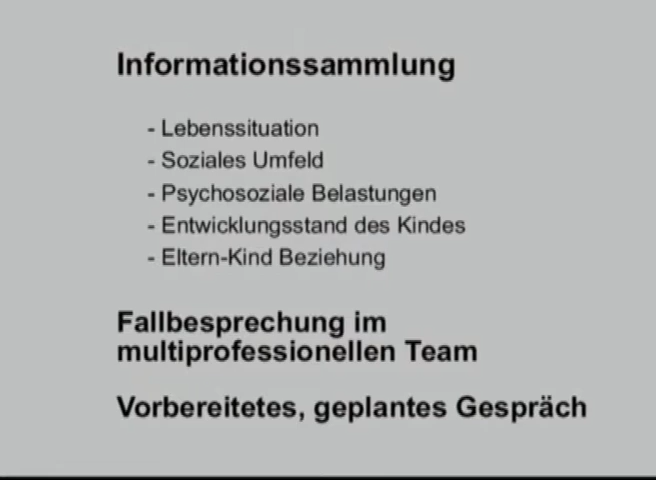 Informationssammlung
- Lebenssituation
- Soziales Umfeld
- Psychosoziale Belastungen
- Entwicklungsstand des Kindes
- Eltern-Kind Beziehung
Fallbesprechung im
multiprofessionellen Team
Vorbereitetes, geplantes Gespräch